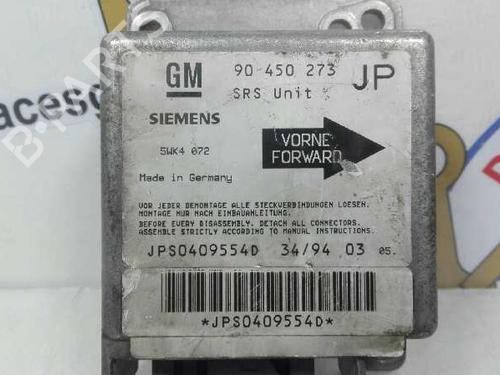 GM 90 450 273 JP
SRS Unit
SIEMENS
5WK4 072
VORNE
FORWARD
Made in Germany
VOR JEDER DEMONTAGE ALLE STECKVERBINDUNGEN LOESEN.
MONTAGE NUR NACH EINBAUANLEITUNG.
BEFORE EVERY DISASSEMBLY, DETACH ALL CONNECTORS.
ASSEMBLE STRICTLY ACCORDING TO MANUAL INSTRUCTIONS.
JPS0409554D 34/94 03 05.
*JPS0409554D*
B-PARTS